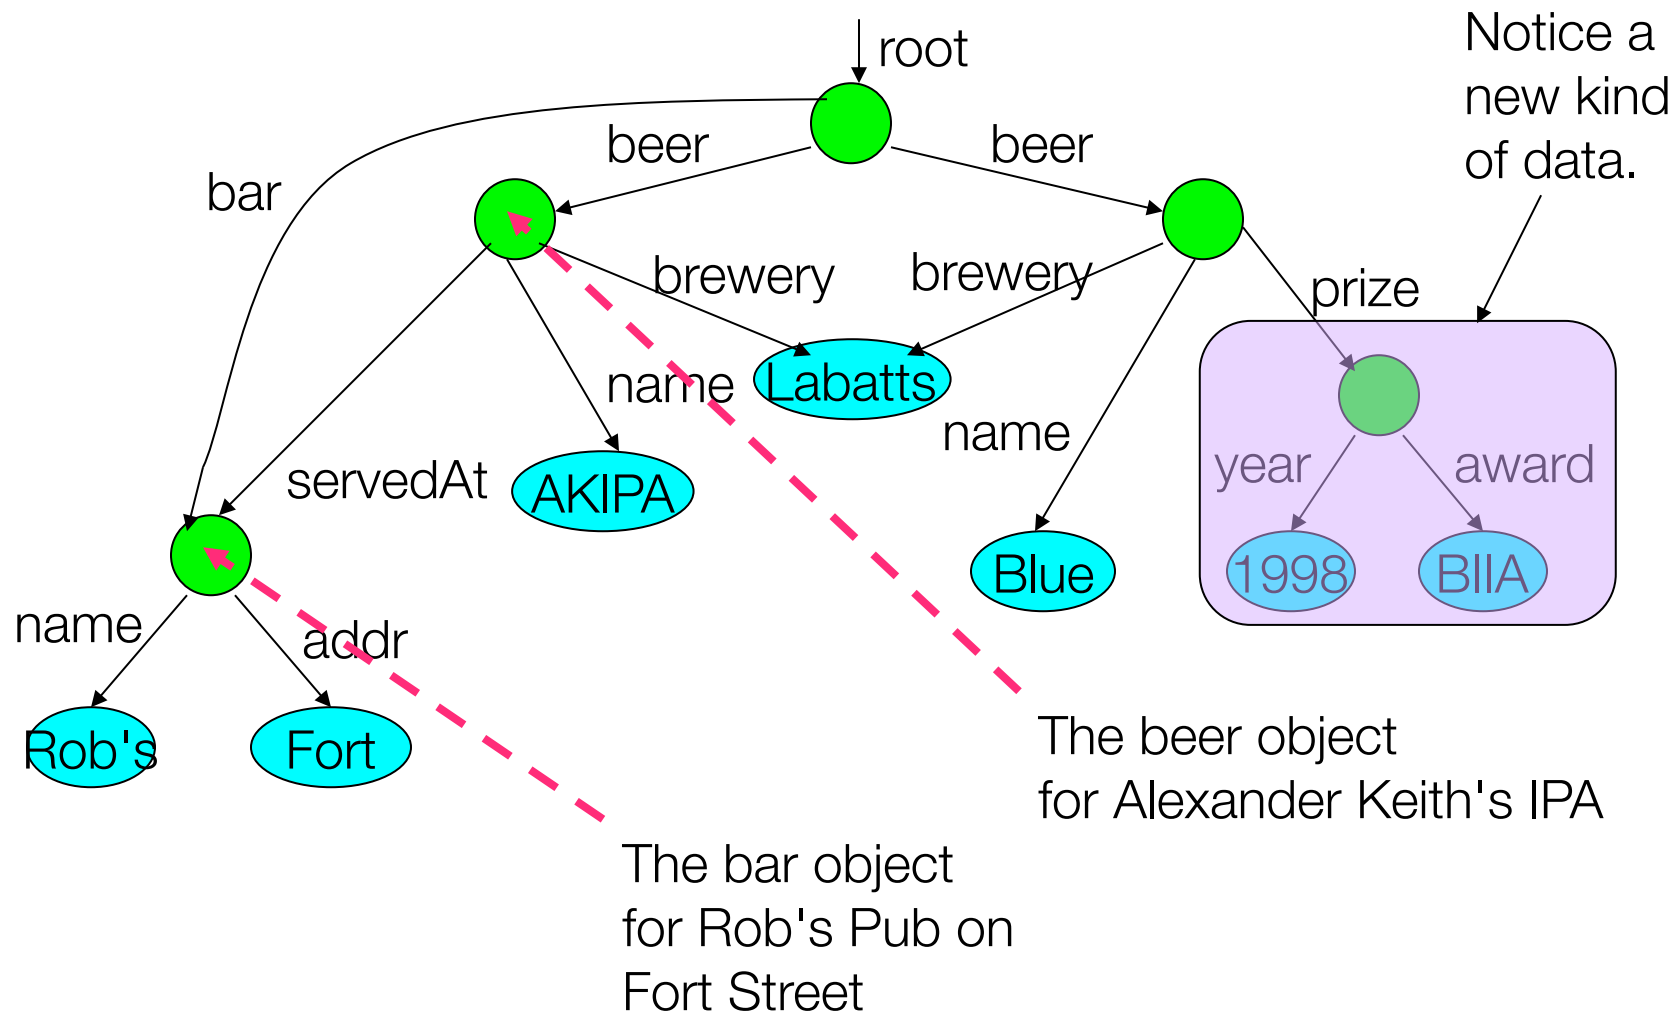 root
Notice a
new kind
of data.
beer
beer
bar
brewery
brewery
prize
name
Labatts
name
year
award
servedAt
AKIPA
Blue
1998
BIIA
name
addr
Rob's
Fort
The beer object
for Alexander Keith's IPA
The bar object
for Rob's Pub on
Fort Street